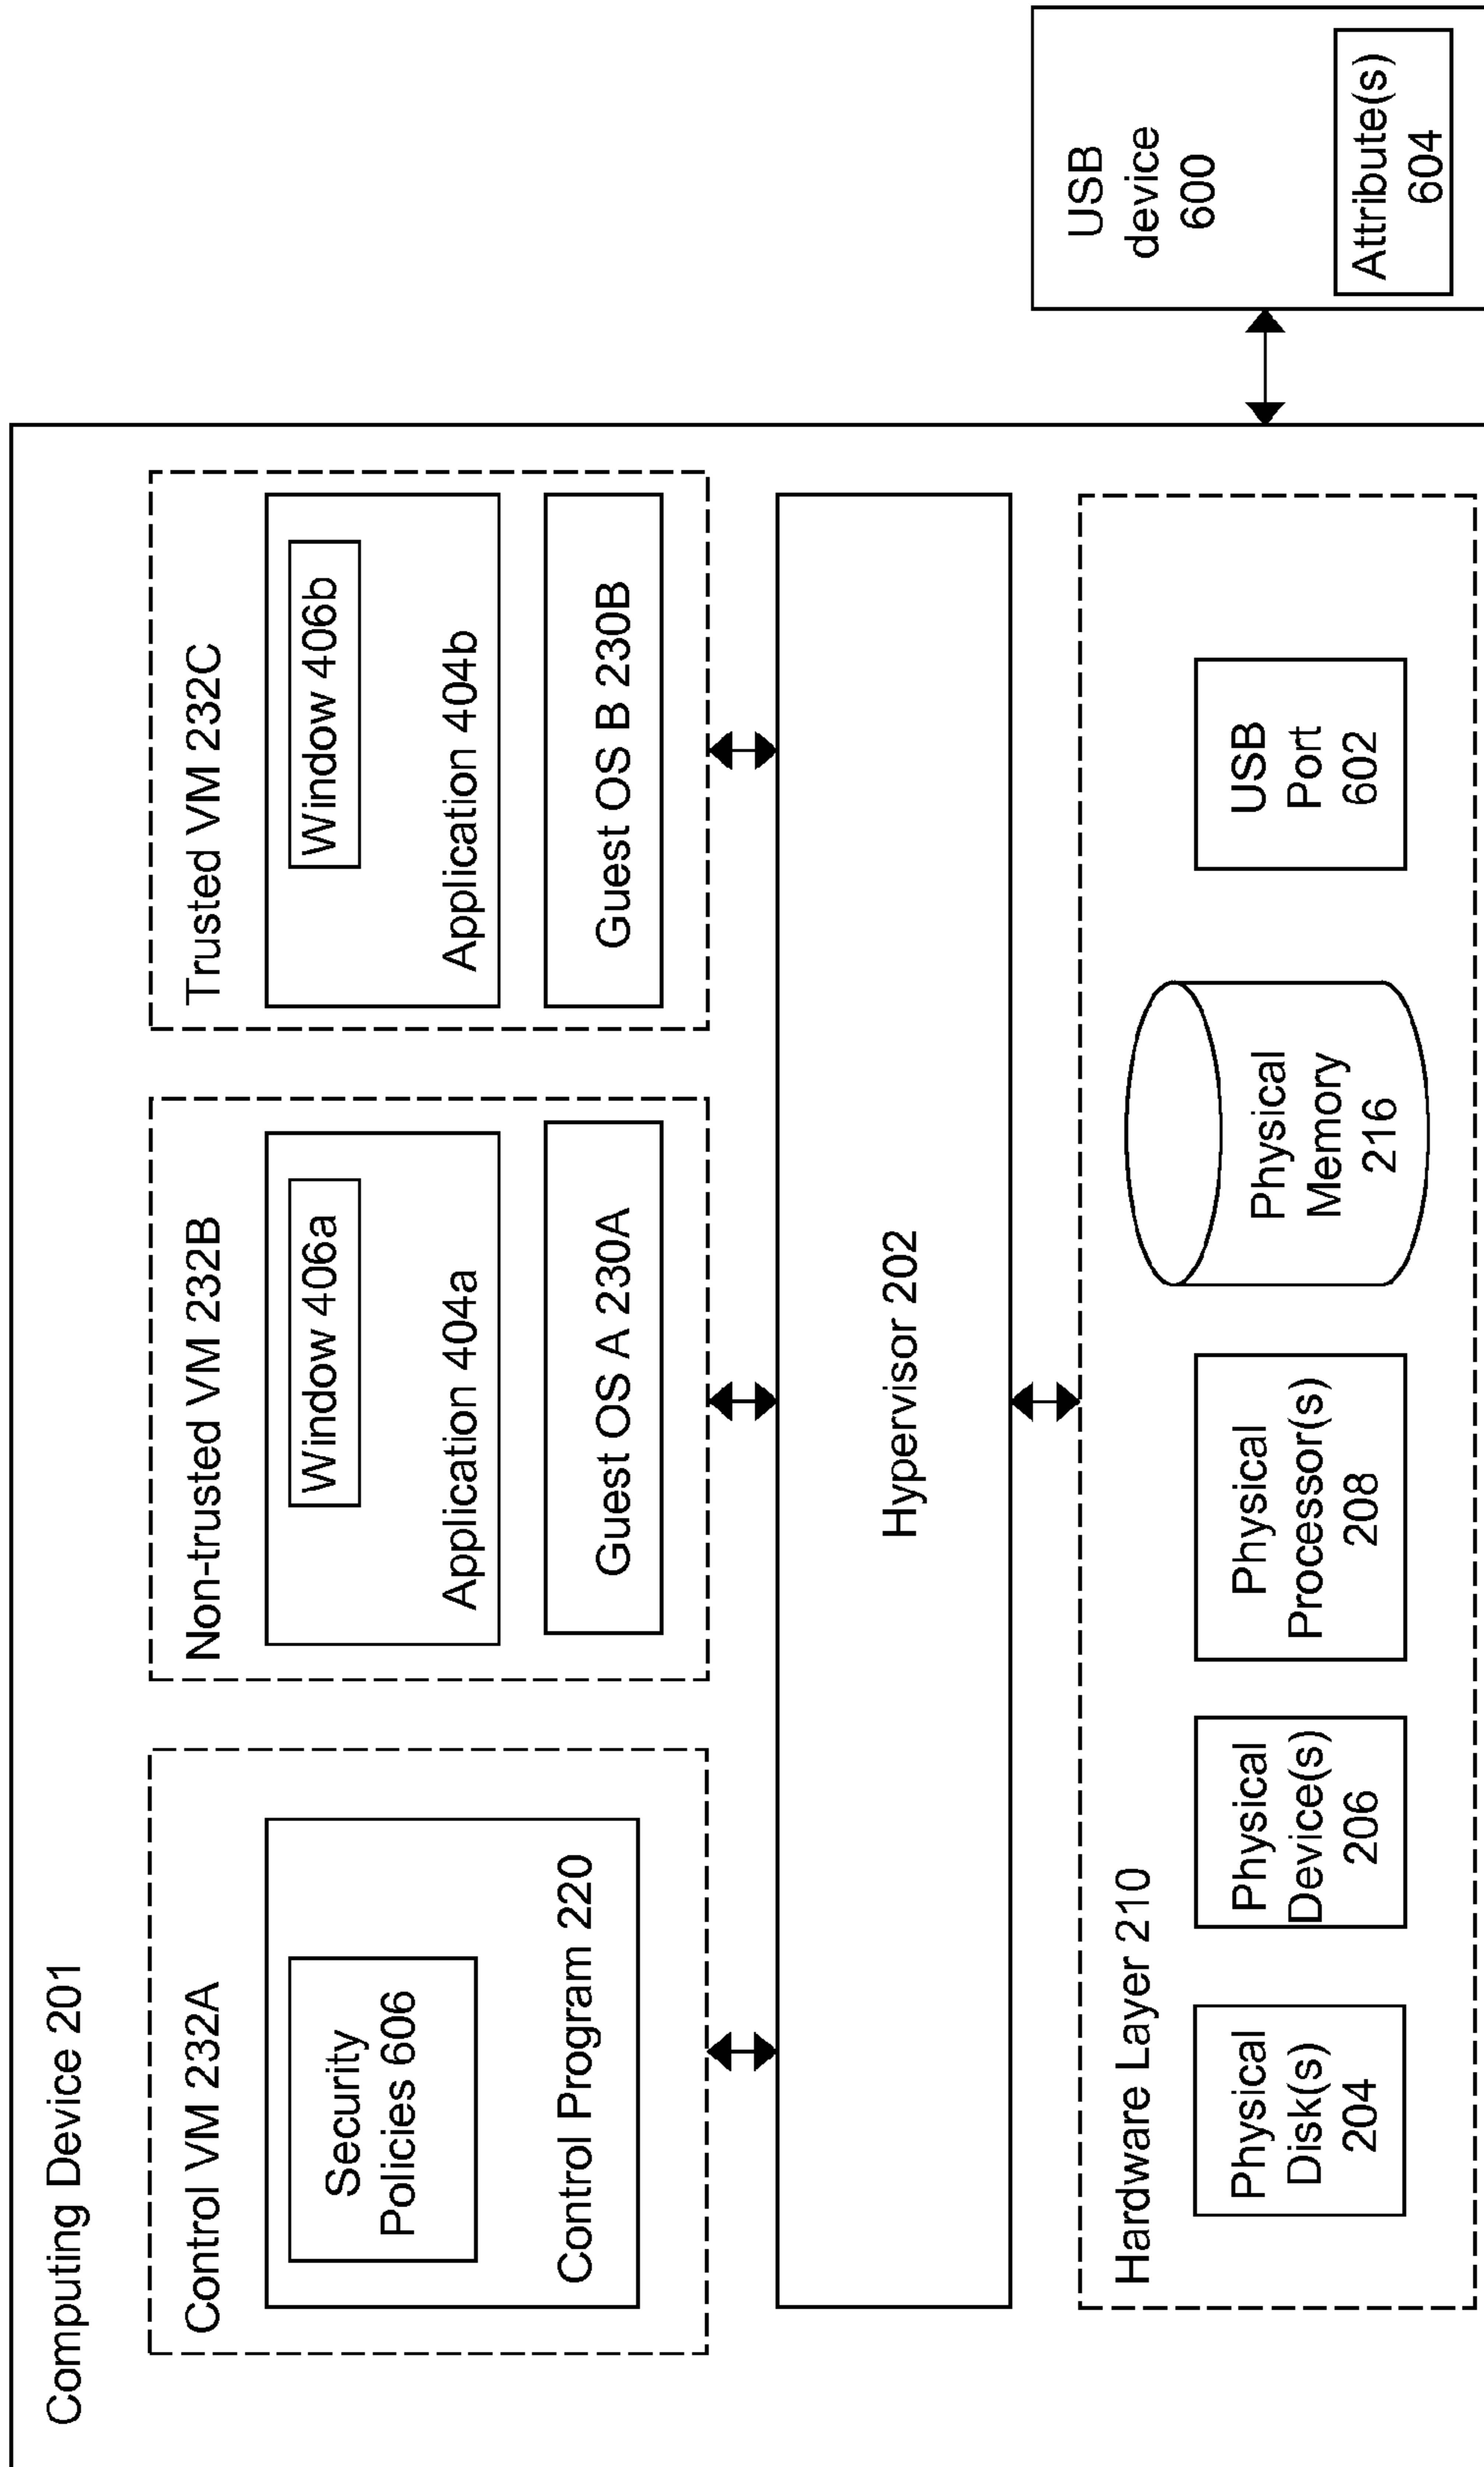 Computing Device 201
Control VM 232A
Security
Policies 606
Control Program 220
Non-trusted VM 232B
Window 406a
Application 404a
Guest OS A 230A
Trusted VM 232C
Window 406b
Application 404b
Guest OS B 230B
Hypervisor 202
Hardware Layer 210
Physical
Disk(s)
204
Physical
Device(s)
206
Physical
Processor(s)
208
Physical
Memory
216
USB
Port
602
USB
device
600
Attribute(s)
604